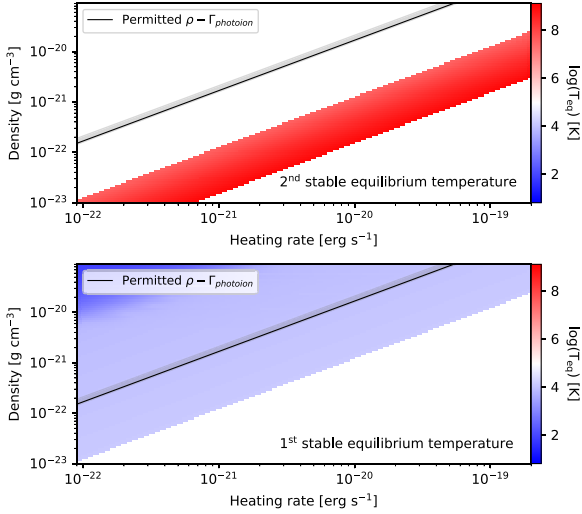 Permitted ρ − Γphotoion
10⁻²⁰
10⁻²¹
10⁻²²
10⁻²³
Density [g cm⁻³]
2nd stable equilibrium temperature
10⁻²² 10⁻²¹ 10⁻²⁰ 10⁻¹⁹
Heating rate [erg s⁻¹]
8
6
4
2
log(Teq) [K]
Permitted ρ − Γphotoion
10⁻²⁰
10⁻²¹
10⁻²²
10⁻²³
Density [g cm⁻³]
1st stable equilibrium temperature
10⁻²² 10⁻²¹ 10⁻²⁰ 10⁻¹⁹
Heating rate [erg s⁻¹]
8
6
4
2
log(Teq) [K]